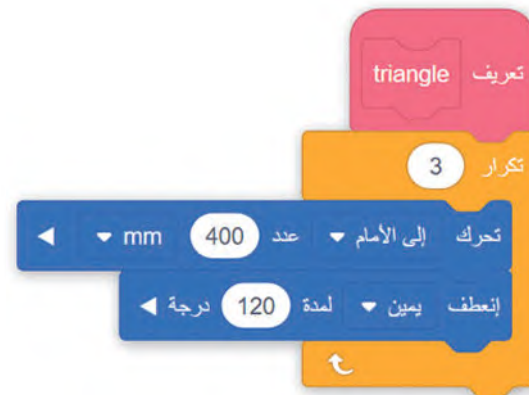 تعريف triangle
تكرار 3
تحرك إلى الأمام عدد 400 mm
إنعطف يمين لمدة 120 درجة